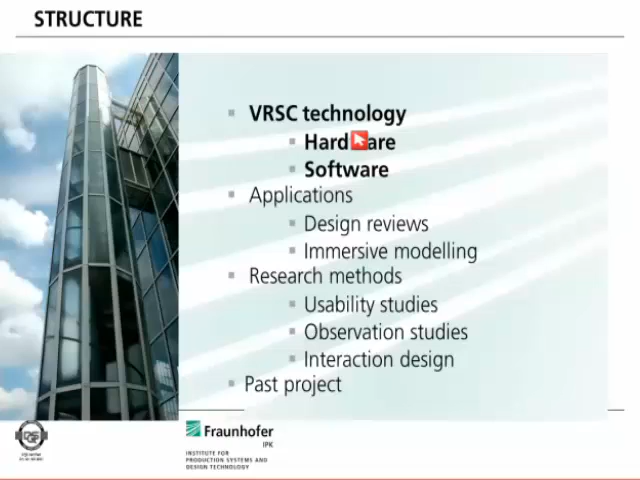 STRUCTURE
VRSC technology
Hardware
Software
Applications
Design reviews
Immersive modelling
Research methods
Usability studies
Observation studies
Interaction design
Past project
Fraunhofer
IPK
INSTITUTE FOR
PRODUCTION SYSTEMS AND
DESIGN TECHNOLOGY